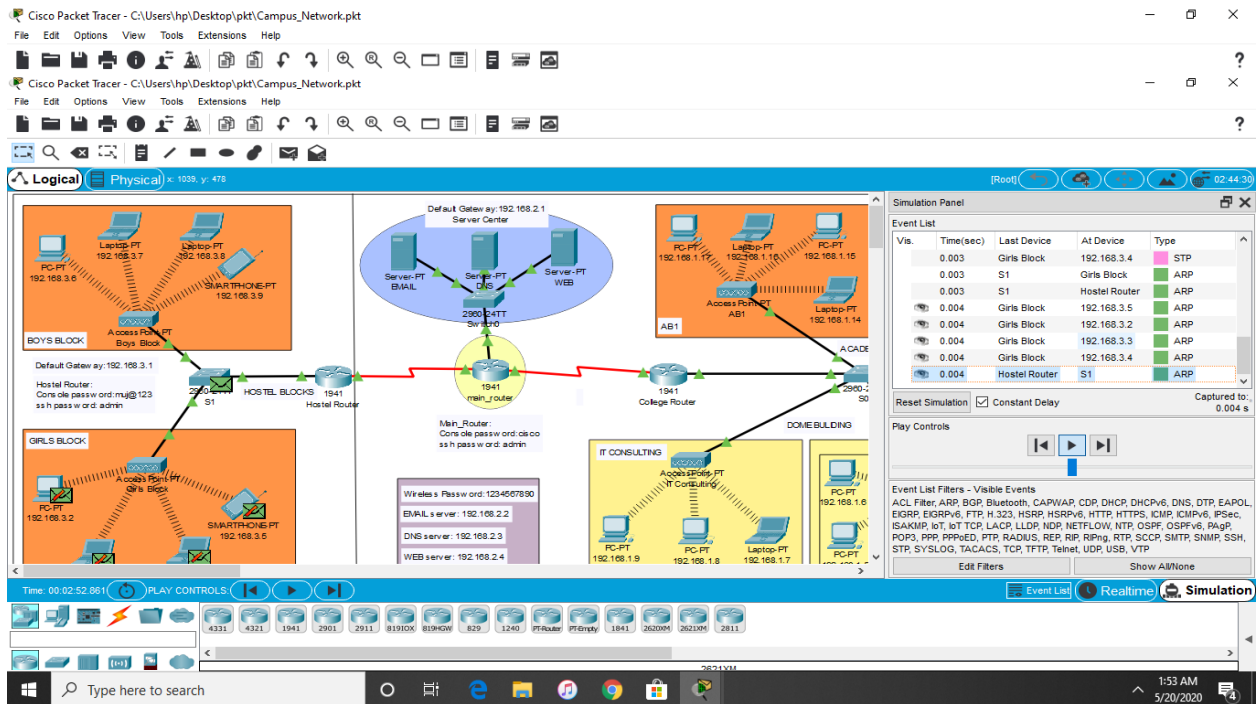 Cisco Packet Tracer - C:\Users\hp\Desktop\pkt\Campus_Network.pkt
File Edit Options View Tools Extensions Help
?
Cisco Packet Tracer - C:\Users\hp\Desktop\pkt\Campus_Network.pkt
File Edit Options View Tools Extensions Help
?
Logical Physical x: 1039, y: 478 [Root] 02:44:30
PC-PT
192.168.3.6
Laptop-PT
192.168.3.7
Laptop-PT
192.168.3.8
SMARTPHONE-PT
192.168.3.9
Access Point-PT
Boys Block
BOYS BLOCK
Default Gateway: 192.168.3.1
Hostel Router:
Console password:muj@123
ssh password: admin
S1
HOSTEL BLOCKS
1941
Hostel Router
GIRLS BLOCK
Access Point-PT
Girls Block
PC-PT
192.168.3.2
SMARTPHONE-PT
192.168.3.5
Default Gateway:192.168.2.1
Server Center
Server-PT
EMAIL
Server-PT
DNS
Server-PT
WEB
2960-24TT
Switch0
1941
main_router
Main_Router:
Console password:cisco
ssh password: admin
Wireless Password:1234567890
EMAIL server: 192.168.2.2
DNS server: 192.168.2.3
WEB server: 192.168.2.4
PC-PT
192.168.1.17
Laptop-PT
192.168.1.16
PC-PT
192.168.1.15
Laptop-PT
192.168.1.14
Access Point-PT
AB1
AB1
ACADE
1941
College Router
2960-2
S0
DOME BUILDING
IT CONSULTING
Access Point-PT
IT Consulting
PC-PT
192.168.1.9
PC-PT
192.168.1.8
Laptop-PT
192.168.1.7
PC-PT
192.168.1.6
PC-PT
Simulation Panel
Event List
Vis. Time(sec) Last Device At Device Type
0.003 Girls Block 192.168.3.4 STP
0.003 S1 Girls Block ARP
0.003 S1 Hostel Router ARP
0.004 Girls Block 192.168.3.5 ARP
0.004 Girls Block 192.168.3.2 ARP
0.004 Girls Block 192.168.3.3 ARP
0.004 Girls Block 192.168.3.4 ARP
0.004 Hostel Router S1 ARP
Reset Simulation Constant Delay Captured to:
0.004 s
Play Controls
Event List Filters - Visible Events
ACL Filter, ARP, BGP, Bluetooth, CAPWAP, CDP, DHCP, DHCPv6, DNS, DTP, EAPOL,
EIGRP, EIGRPv6, FTP, H.323, HSRP, HSRPv6, HTTP, HTTPS, ICMP, ICMPv6, IPSec,
ISAKMP, IoT, IoT TCP, LACP, LLDP, NDP, NETFLOW, NTP, OSPF, OSPFv6, PAgP,
POP3, PPP, PPPoED, PTP, RADIUS, REP, RIP, RIPng, RTP, SCCP, SMTP, SNMP, SSH,
STP, SYSLOG, TACACS, TCP, TFTP, Telnet, UDP, USB, VTP
Edit Filters Show All/None
Time: 00:02:52.861 PLAY CONTROLS: Event List Realtime Simulation
4331 4321 1941 2901 2911 819IOX 819HGW 829 1240 PT-Router PT-Empty 1841 2620XM 2621XM 2811
2621XM
Type here to search
1:53 AM
5/20/2020
4